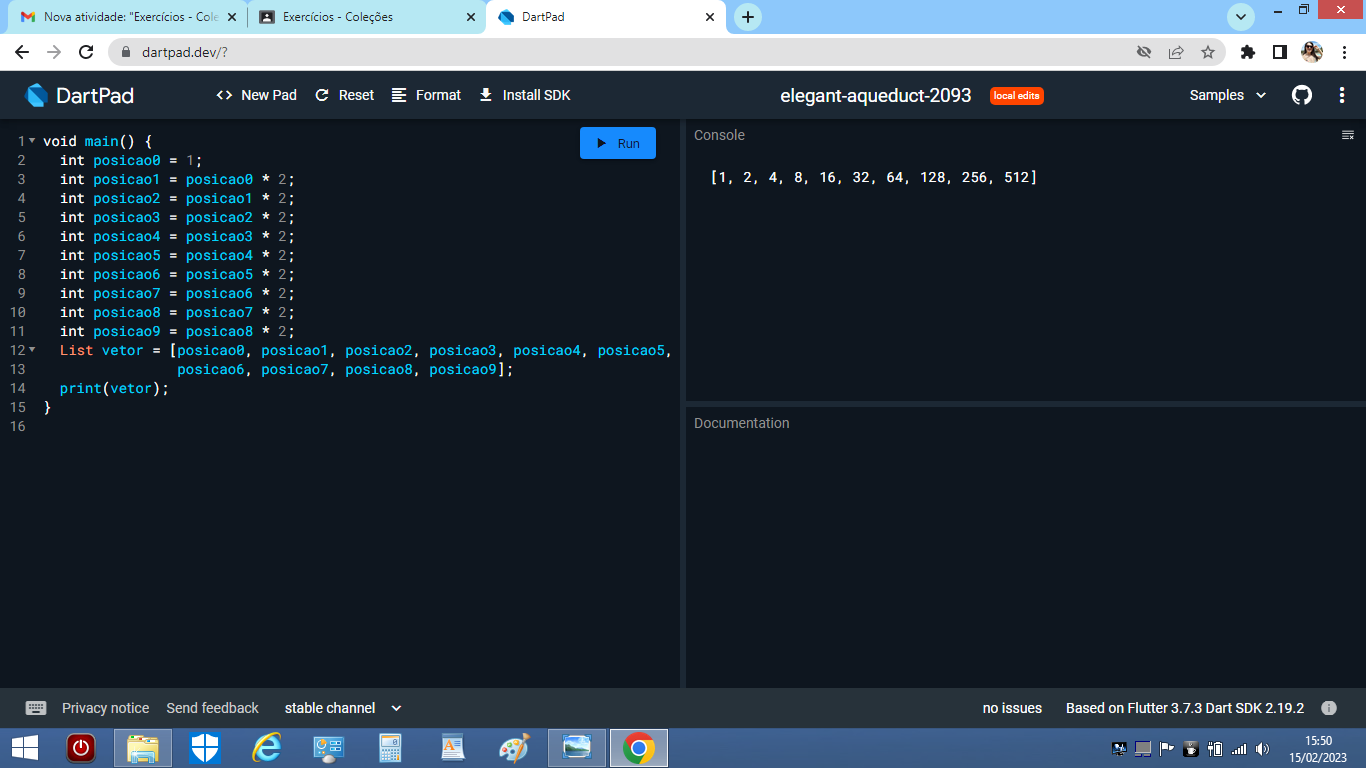 Nova atividade: "Exercícios - Cole
Exercícios - Coleções
DartPad
dartpad.dev/?
DartPad
New Pad
Reset
Format
Install SDK
elegant-aqueduct-2093
local edits
Samples
1 void main() {
2 int posicao0 = 1;
3 int posicao1 = posicao0 * 2;
4 int posicao2 = posicao1 * 2;
5 int posicao3 = posicao2 * 2;
6 int posicao4 = posicao3 * 2;
7 int posicao5 = posicao4 * 2;
8 int posicao6 = posicao5 * 2;
9 int posicao7 = posicao6 * 2;
10 int posicao8 = posicao7 * 2;
11 int posicao9 = posicao8 * 2;
12 List vetor = [posicao0, posicao1, posicao2, posicao3, posicao4, posicao5,
13 posicao6, posicao7, posicao8, posicao9];
14 print(vetor);
15 }
16
Run
Console
[1, 2, 4, 8, 16, 32, 64, 128, 256, 512]
Documentation
Privacy notice
Send feedback
stable channel
no issues
Based on Flutter 3.7.3 Dart SDK 2.19.2
15:50
15/02/2023